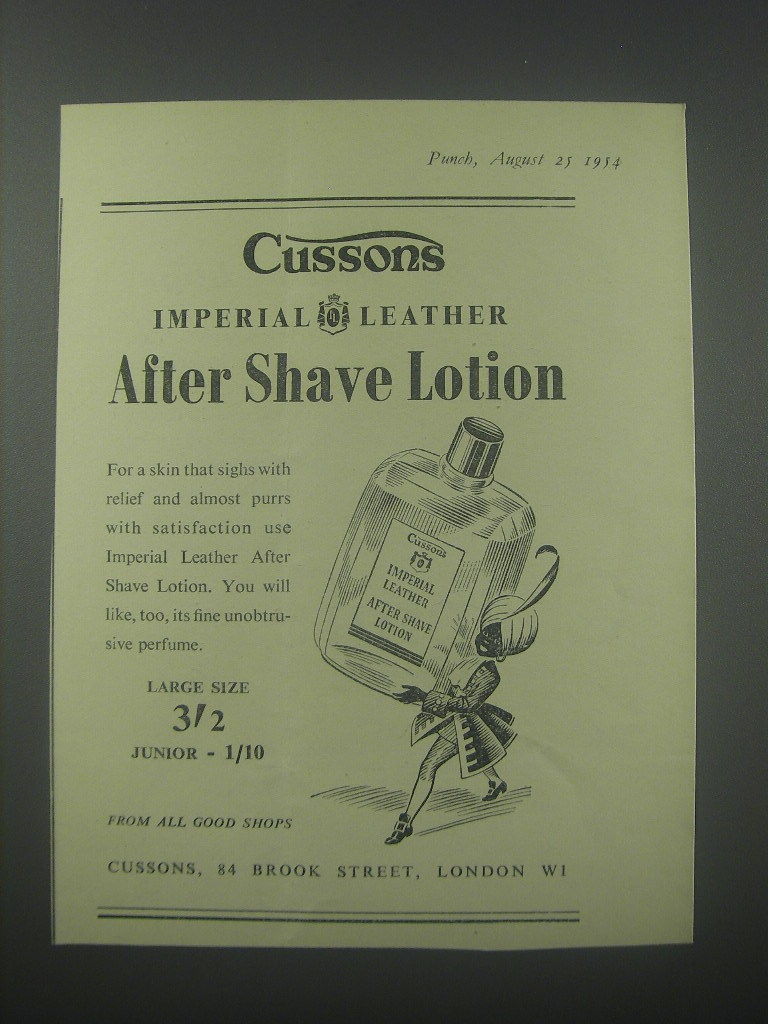 Punch, August 25 1954
Cussons
IMPERIAL LEATHER
After Shave Lotion
For a skin that sighs with
relief and almost purrs
with satisfaction use
Imperial Leather After
Shave Lotion. You will
like, too, its fine unobtru-
sive perfume.
LARGE SIZE
3/2
JUNIOR - 1/10
FROM ALL GOOD SHOPS
Cussons
IMPERIAL
LEATHER
AFTER SHAVE
LOTION
CUSSONS, 84 BROOK STREET, LONDON W1